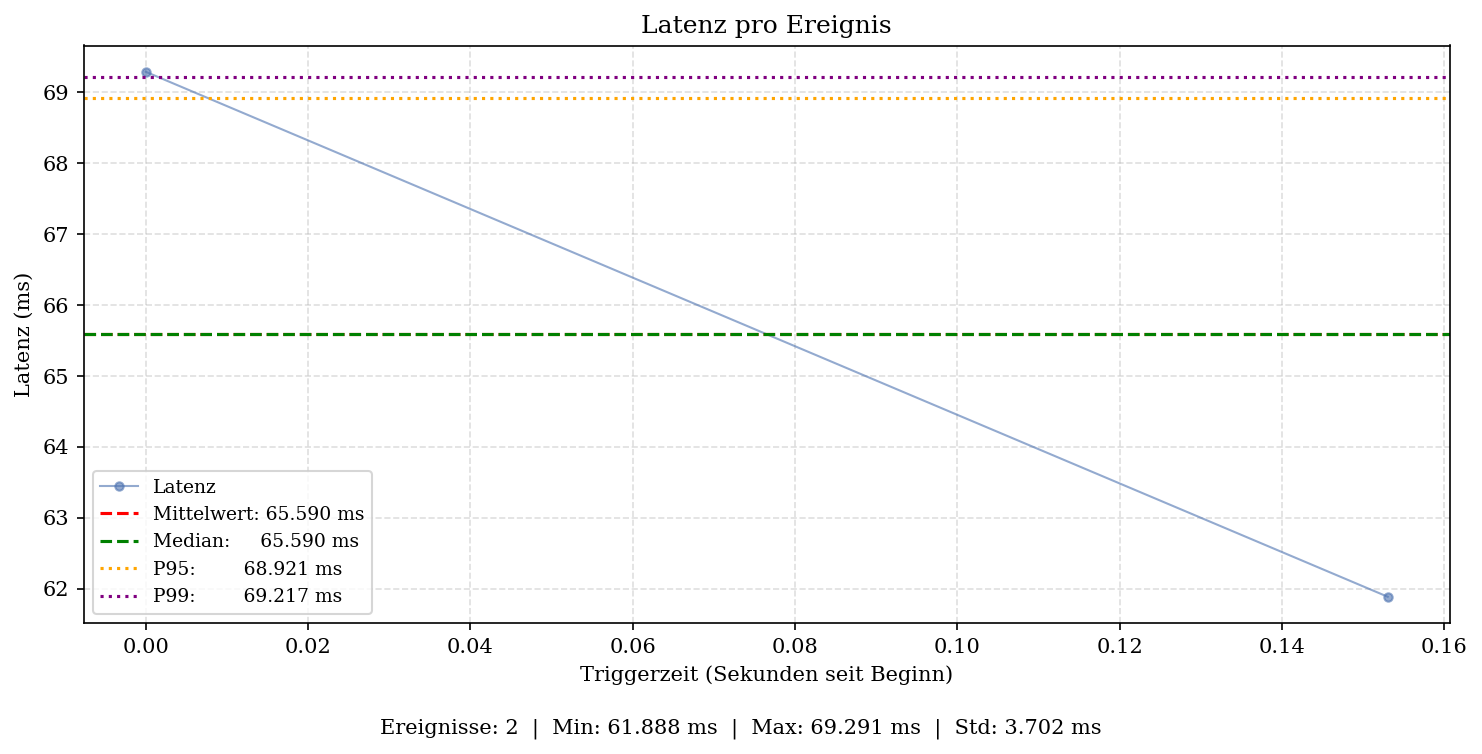 Latenz pro Ereignis
69
68
67
66
65
64
63
62
Latenz (ms)
Latenz
Mittelwert: 65.590 ms
Median: 65.590 ms
P95: 68.921 ms
P99: 69.217 ms
0.00 0.02 0.04 0.06 0.08 0.10 0.12 0.14 0.16
Triggerzeit (Sekunden seit Beginn)
Ereignisse: 2 | Min: 61.888 ms | Max: 69.291 ms | Std: 3.702 ms